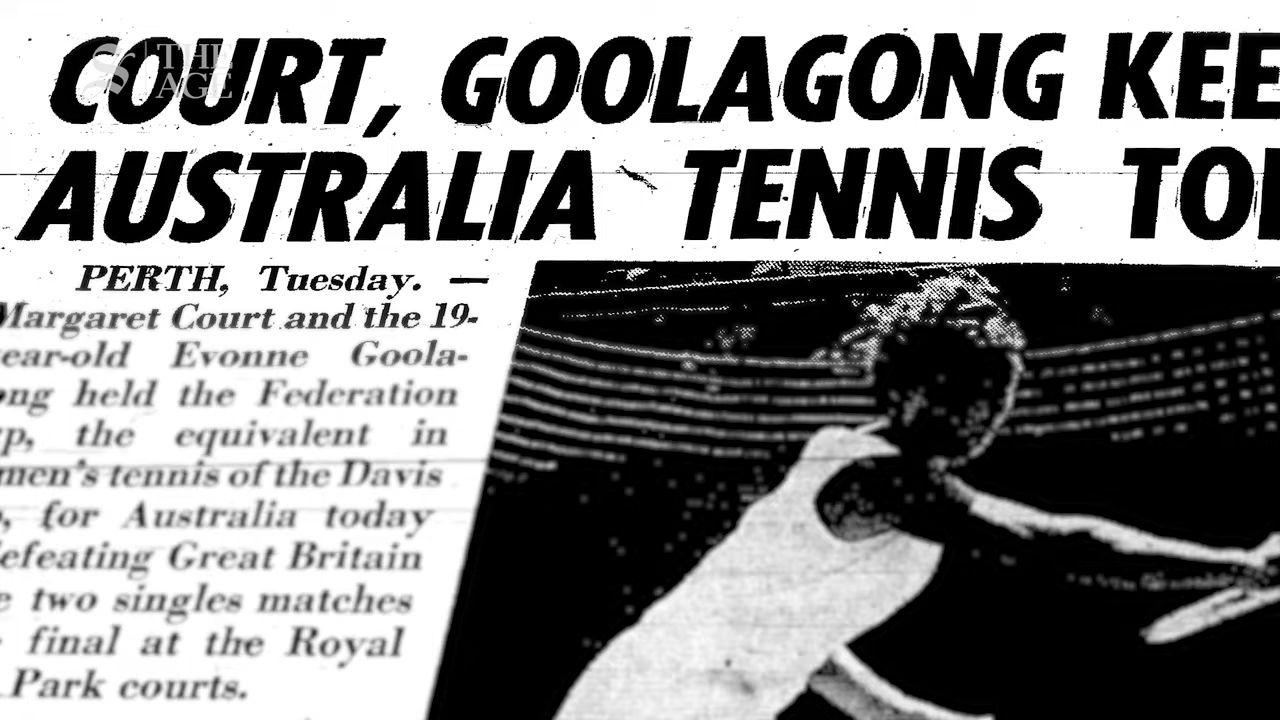 THE
AGE
COURT, GOOLAGONG KEE
AUSTRALIA TENNIS TO
PERTH, Tuesday. —
Margaret Court and the 19-
ear-old Evonne Goola-
ong held the Federation
p, the equivalent in
men's tennis of the Davis
, for Australia today
efeating Great Britain
e two singles matches
final at the Royal
Park courts.